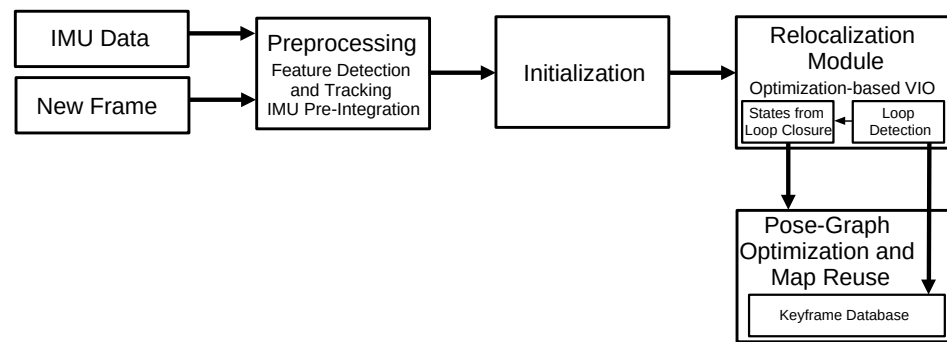 IMU Data
New Frame
Preprocessing
Feature Detection
and Tracking
IMU Pre-Integration
Initialization
Relocalization
Module
Optimization-based VIO
States from
Loop Closure
Loop
Detection
Pose-Graph
Optimization and
Map Reuse
Keyframe Database